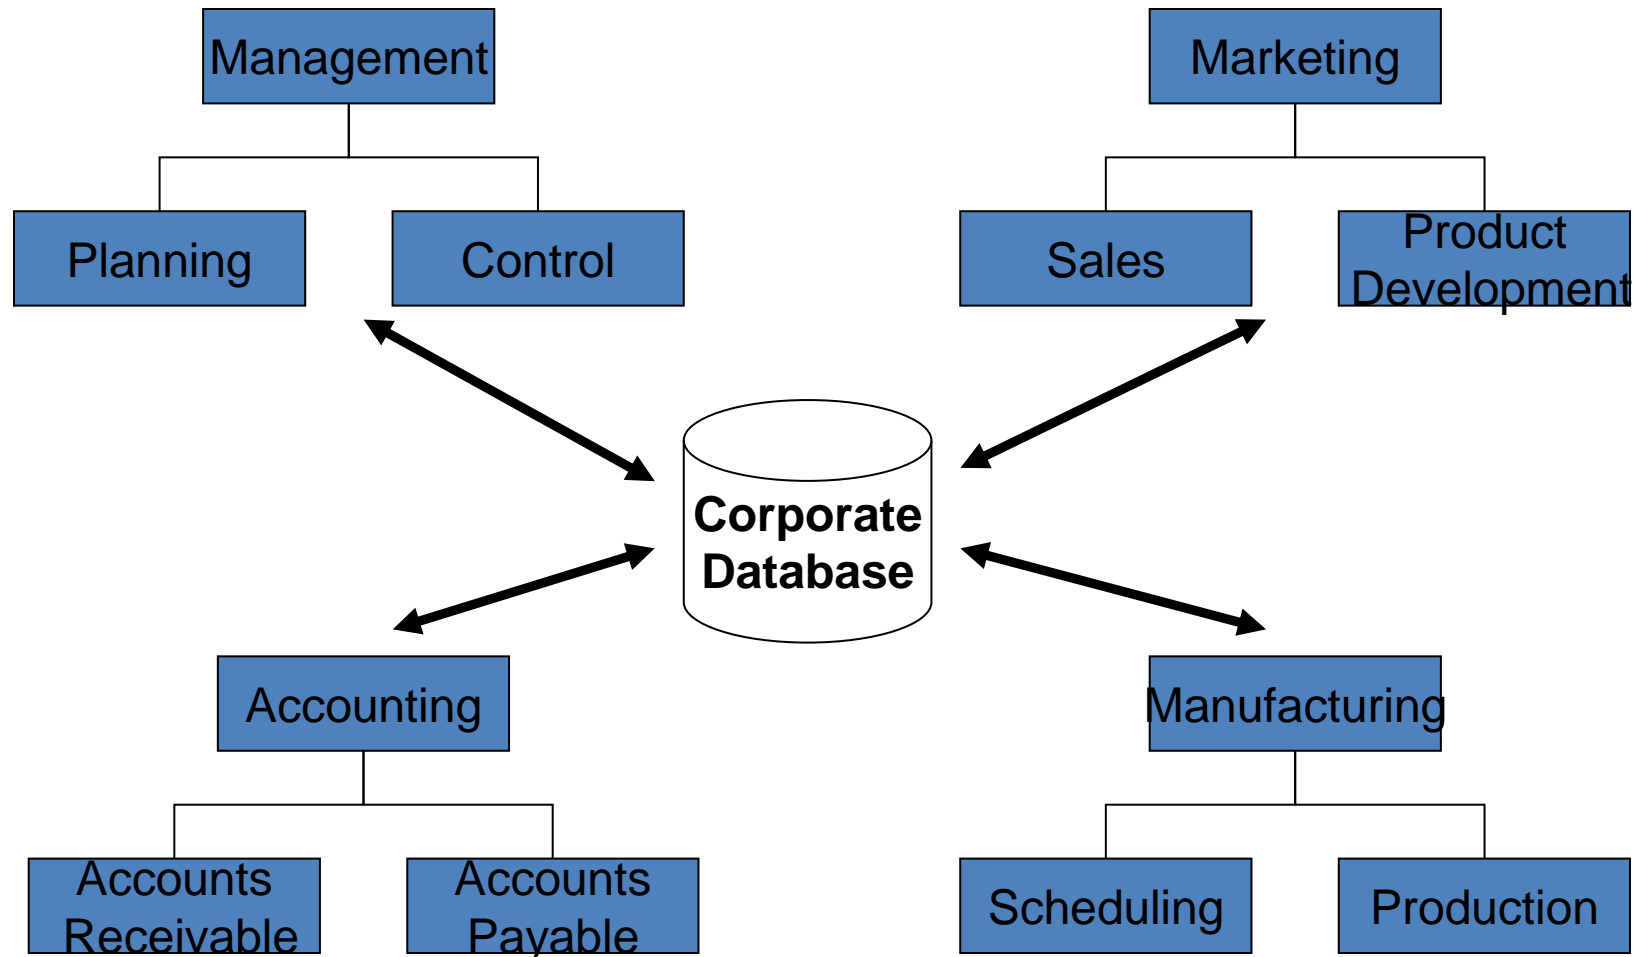 Management
Marketing
Planning
Control
Sales
Product
Development
Corporate
Database
Accounting
Manufacturing
Accounts
Receivable
Accounts
Payable
Scheduling
Production